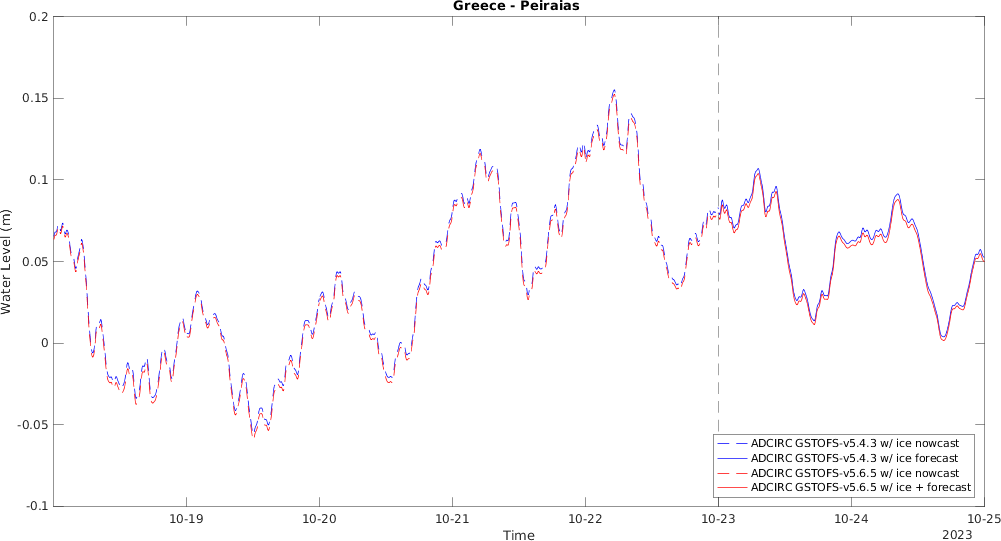 Greece - Peiraias
0.2
0.15
0.1
0.05
0
-0.05
-0.1
Water Level (m)
10-19
10-20
10-21
10-22
10-23
10-24
10-25
Time
2023
ADCIRC GSTOFS-v5.4.3 w/ ice nowcast
ADCIRC GSTOFS-v5.4.3 w/ ice forecast
ADCIRC GSTOFS-v5.6.5 w/ ice nowcast
ADCIRC GSTOFS-v5.6.5 w/ ice + forecast